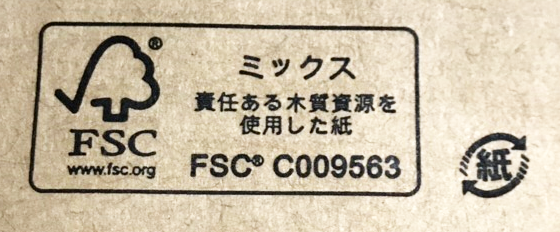 ®
FSC
www.fsc.org
ミックス
責任ある木質資源を
使用した紙
FSC® C009563
紙